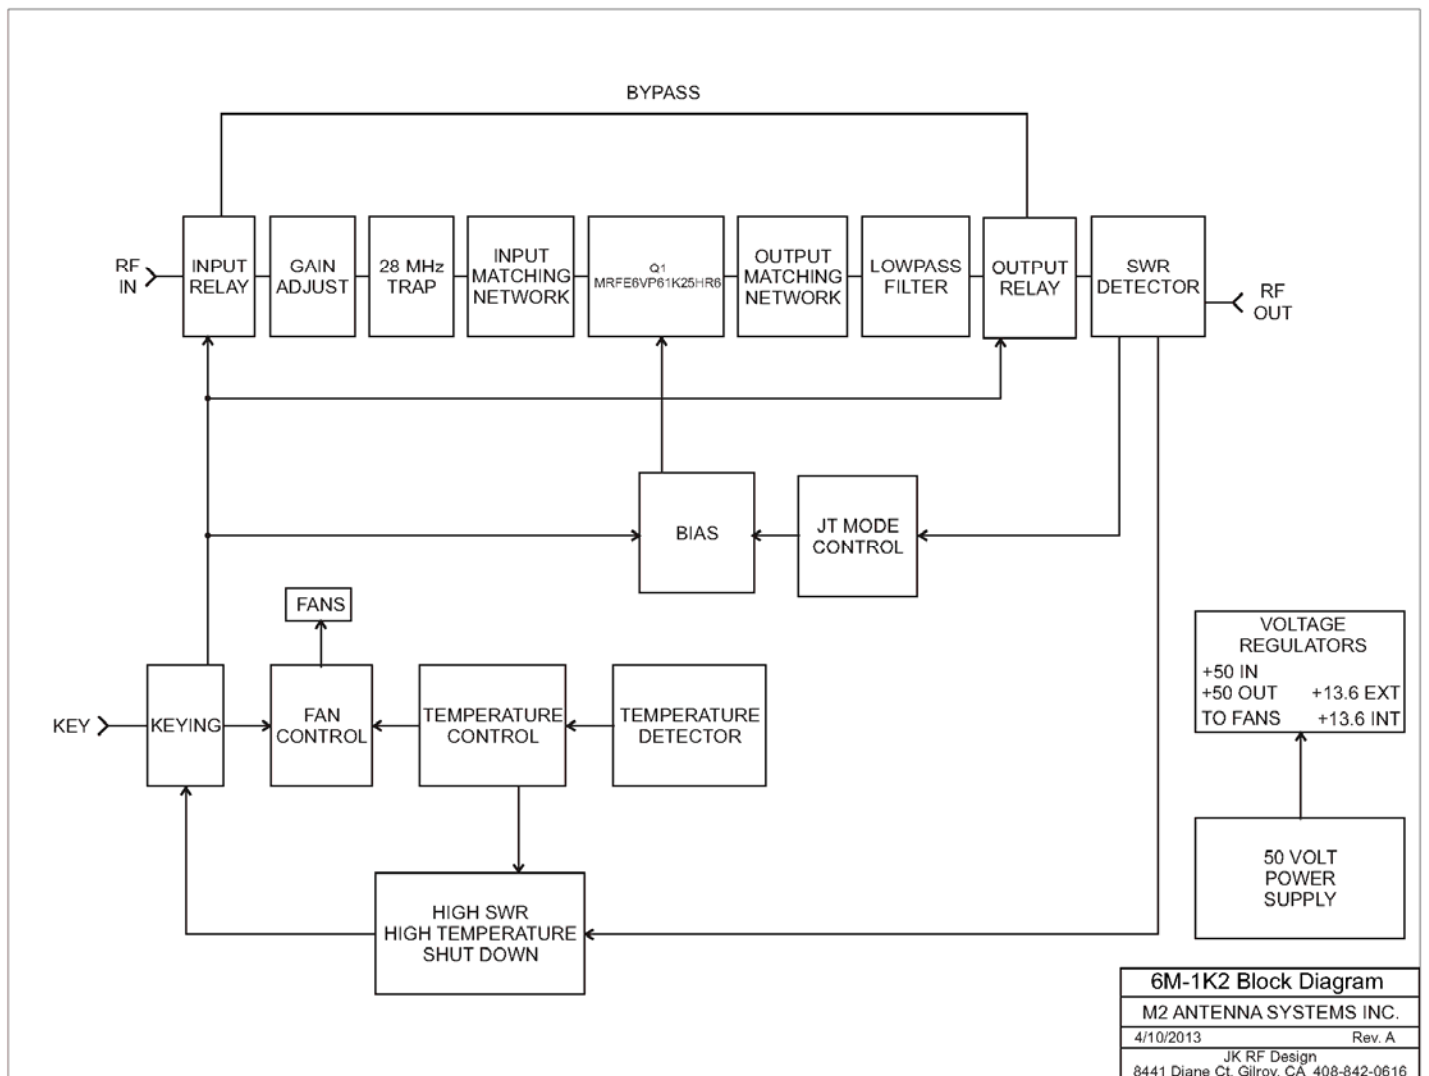 BYPASS
RF
IN
INPUT
RELAY
GAIN
ADJUST
28 MHz
TRAP
INPUT
MATCHING
NETWORK
Q1
MRFE6VP61K25HR6
OUTPUT
MATCHING
NETWORK
LOWPASS
FILTER
OUTPUT
RELAY
SWR
DETECTOR
RF
OUT
BIAS
JT MODE
CONTROL
FANS
KEY
KEYING
FAN
CONTROL
TEMPERATURE
CONTROL
TEMPERATURE
DETECTOR
VOLTAGE
REGULATORS
+50 IN
+50 OUT +13.6 EXT
TO FANS +13.6 INT
HIGH SWR
HIGH TEMPERATURE
SHUT DOWN
50 VOLT
POWER
SUPPLY
6M-1K2 Block Diagram
M2 ANTENNA SYSTEMS INC.
4/10/2013 Rev. A
JK RF Design
8441 Diane Ct. Gilroy, CA 408-842-0616